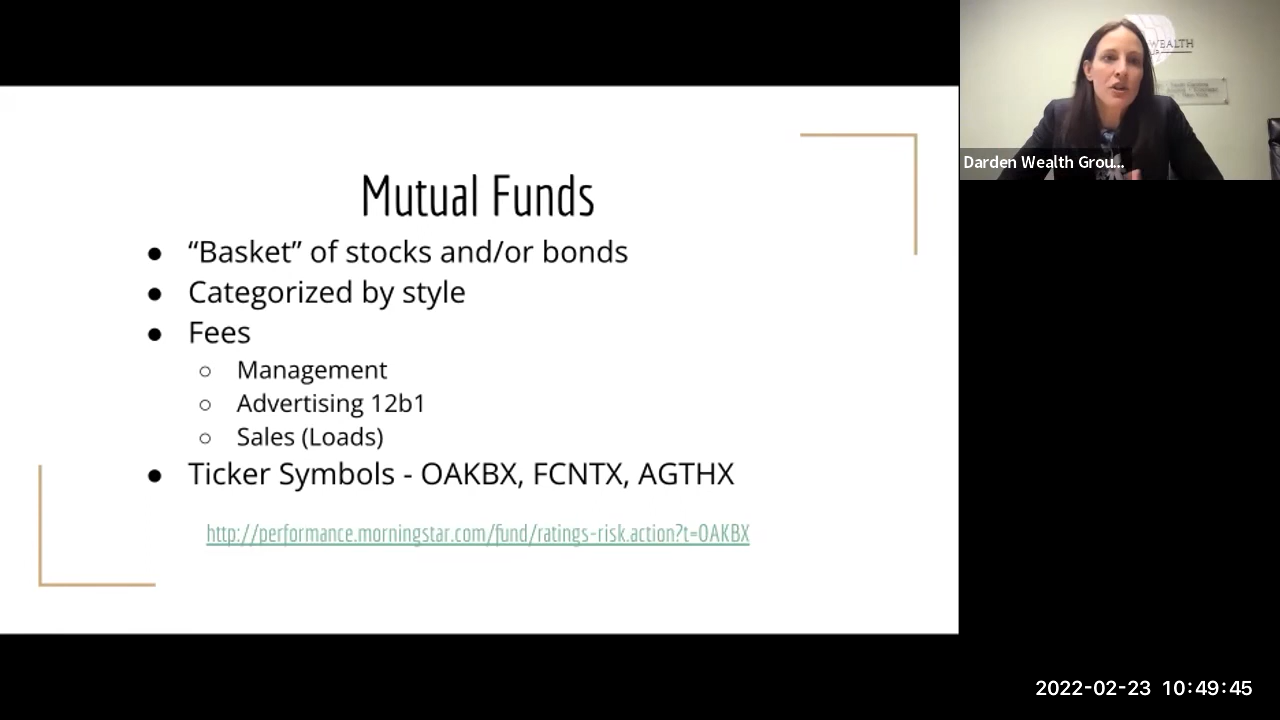 Mutual Funds
● “Basket” of stocks and/or bonds
● Categorized by style
● Fees
○ Management
○ Advertising 12b1
○ Sales (Loads)
● Ticker Symbols - OAKBX, FCNTX, AGTHX
http://performance.morningstar.com/fund/ratings-risk.action?t=OAKBX
WEALTH
Darden Wealth Grou...
2022-02-23 10:49:45